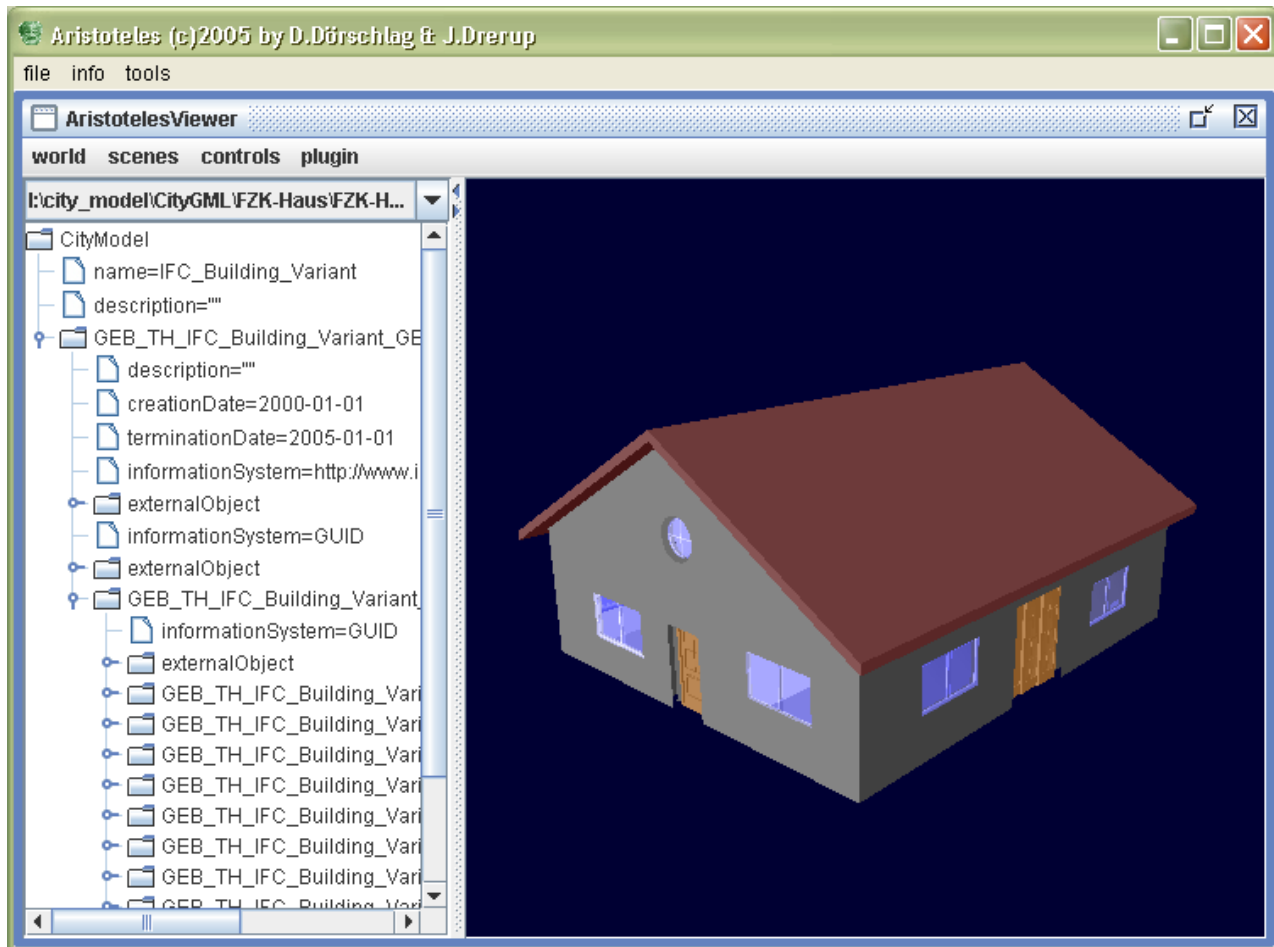 Aristoteles (c)2005 by D.Dörschlag & J.Drerup
file info tools
AristotelesViewer
world scenes controls plugin
I:\city_model\CityGML\FZK-Haus\FZK-H...
CityModel
name=IFC_Building_Variant
description=""
GEB_TH_IFC_Building_Variant_GE
description=""
creationDate=2000-01-01
terminationDate=2005-01-01
informationSystem=http://www.i
externalObject
informationSystem=GUID
externalObject
GEB_TH_IFC_Building_Variant_
informationSystem=GUID
externalObject
GEB_TH_IFC_Building_Vari
GEB_TH_IFC_Building_Vari
GEB_TH_IFC_Building_Vari
GEB_TH_IFC_Building_Vari
GEB_TH_IFC_Building_Vari
GEB_TH_IFC_Building_Vari
GEB_TH_IFC_Building_Vari
GEB_TH_IFC_Building_Vari